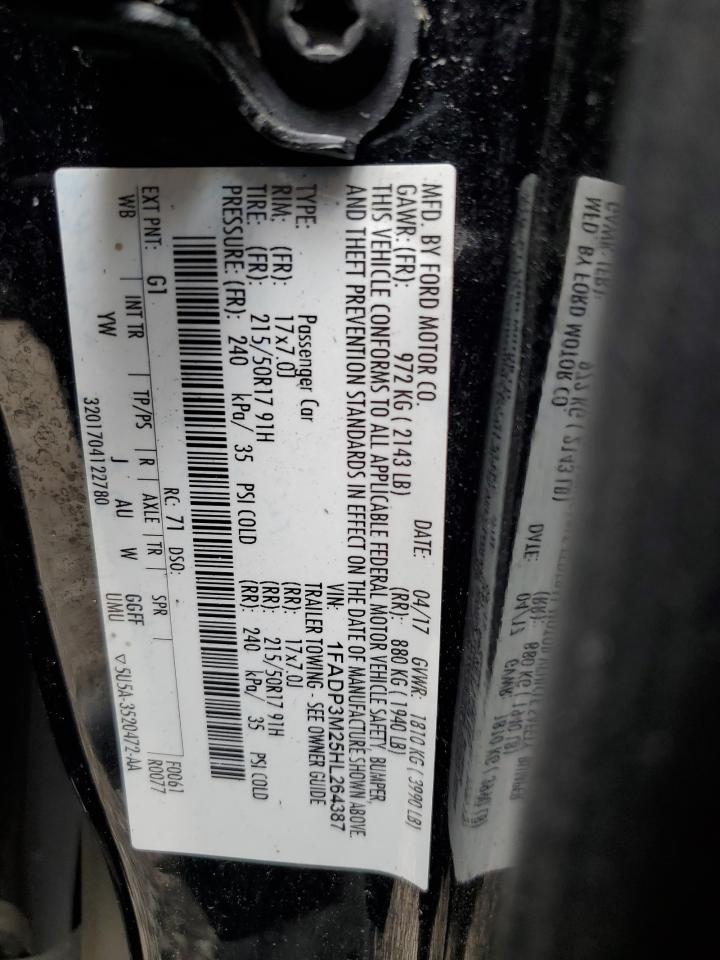 MFD. BY FORD MOTOR CO.
DATE: 04/17 GVWR: 1810 KG ( 3990 LB)
GAWR: (FR): 972 KG ( 2143 LB) (RR): 880 KG ( 1940 LB)
THIS VEHICLE CONFORMS TO ALL APPLICABLE FEDERAL MOTOR VEHICLE SAFETY, BUMPER,
AND THEFT PREVENTION STANDARDS IN EFFECT ON THE DATE OF MANUFACTURE SHOWN ABOVE.
VIN: 1FADP3M25HL264387
TYPE: Passenger Car TRAILER TOWING - SEE OWNER GUIDE
RIM: (FR): 17x7.0J (RR): 17x7.0J
TIRE: (FR): 215/50R17 91H (RR): 215/50R17 91H
PRESSURE: (FR): 240 kPa/ 35 PSI COLD (RR): 240 kPa/ 35 PSI COLD
F0061
R0077
EXT PNT: G1 RC: 71 DSO:
WB INT TR TP/PS R AXLE TR SPR
YW J AU W GGFF
UMU
3201704122780
▽5U5A-3520472-AA